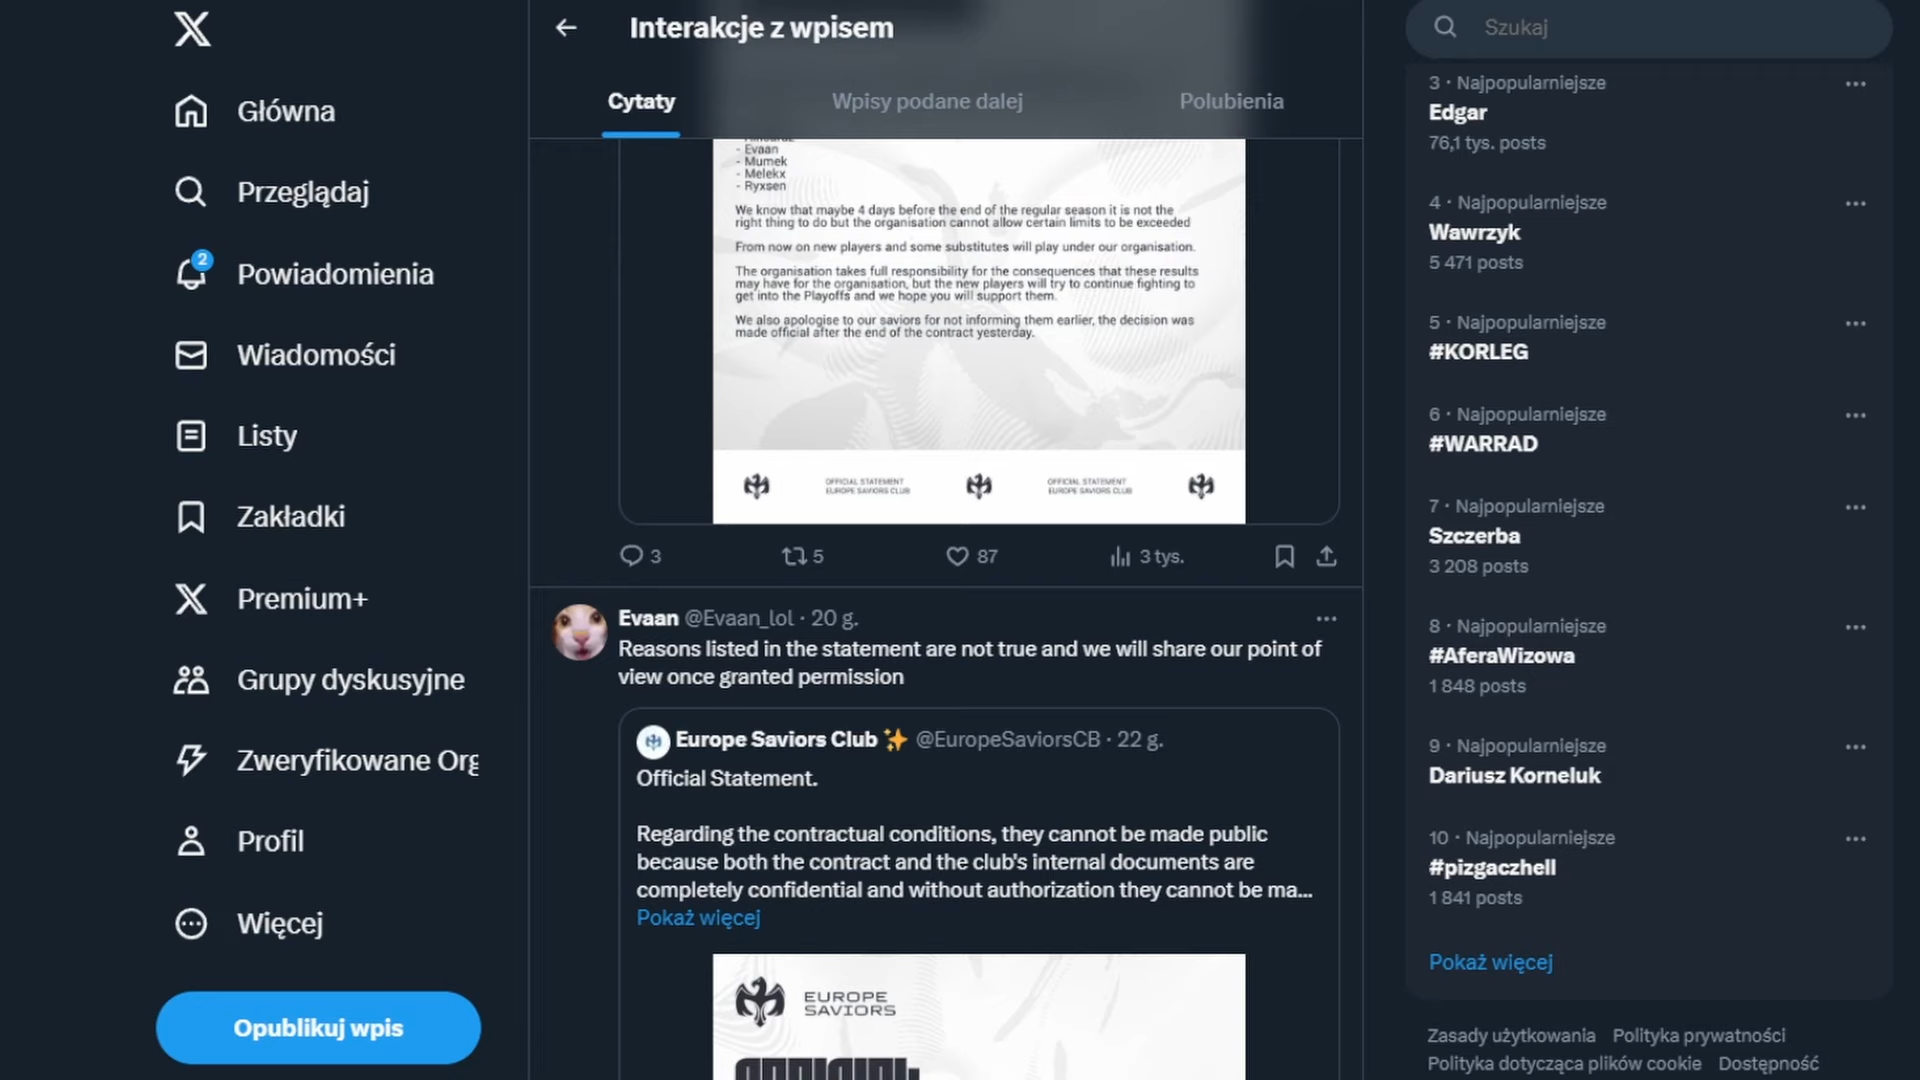 Główna
Przeglądaj
2
Powiadomienia
Wiadomości
Listy
Zakładki
Premium+
Grupy dyskusyjne
Zweryfikowane Org
Profil
Więcej
Opublikuj wpis
Interakcje z wpisem
Cytaty
Wpisy podane dalej
Polubienia
- Evaan
- Mumek
- Melekx
- Ryxsen
We know that maybe 4 days before the end of the regular season it is not the
right thing to do but the organisation cannot allow certain limits to be exceeded
From now on new players and some substitutes will play under our organisation.
The organisation takes full responsibility for the consequences that these results
may have for the organisation, but the new players will try to continue fighting to
get into the Playoffs and we hope you will support them.
We also apologise to our saviors for not informing them earlier, the decision was
made official after the end of the contract yesterday.
OFFICIAL STATEMENT
EUROPE SAVIORS CLUB
OFFICIAL STATEMENT
EUROPE SAVIORS CLUB
3
5
87
3 tys.
Evaan @Evaan_lol · 20 g.
Reasons listed in the statement are not true and we will share our point of
view once granted permission
Europe Saviors Club ✨ @EuropeSaviorsCB · 22 g.
Official Statement.
Regarding the contractual conditions, they cannot be made public
because both the contract and the club's internal documents are
completely confidential and without authorization they cannot be ma...
Pokaż więcej
EUROPE
SAVIORS
Szukaj
3 · Najpopularniejsze
Edgar
76,1 tys. posts
4 · Najpopularniejsze
Wawrzyk
5 471 posts
5 · Najpopularniejsze
#KORLEG
6 · Najpopularniejsze
#WARRAD
7 · Najpopularniejsze
Szczerba
3 208 posts
8 · Najpopularniejsze
#AferaWizowa
1 848 posts
9 · Najpopularniejsze
Dariusz Korneluk
10 · Najpopularniejsze
#pizgaczhell
1 841 posts
Pokaż więcej
Zasady użytkowania Polityka prywatności
Polityka dotycząca plików cookie Dostępność